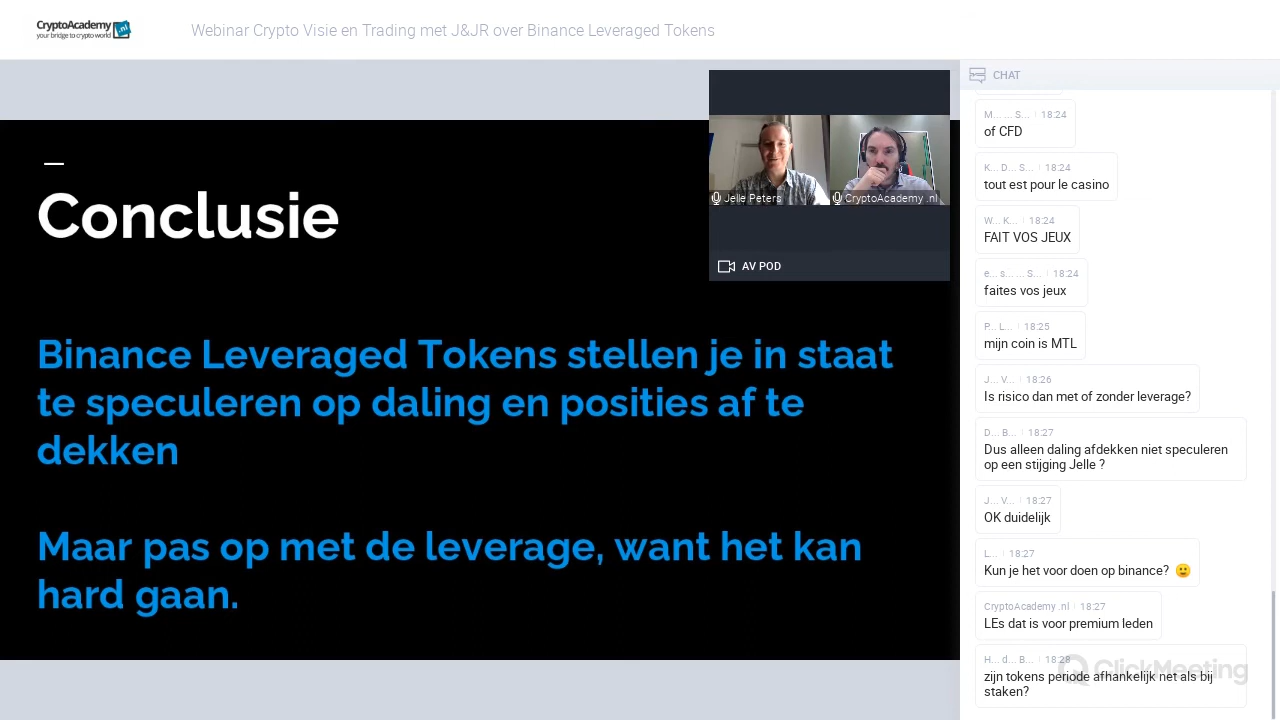 CryptoAcademy .nl
your bridge to crypto world
Webinar Crypto Visie en Trading met J&JR over Binance Leveraged Tokens
Conclusie
Binance Leveraged Tokens stellen je in staat
te speculeren op daling en posities af te
dekken
Maar pas op met de leverage, want het kan
hard gaan.
Jelle Peters
CryptoAcademy .nl
AV POD
CHAT
M... ... S... 18:24
of CFD
K... D... S... 18:24
tout est pour le casino
W... K... 18:24
FAIT VOS JEUX
e... s... ... S... 18:24
faites vos jeux
P... L... 18:25
mijn coin is MTL
J... V... 18:26
Is risico dan met of zonder leverage?
D... B... 18:27
Dus alleen daling afdekken niet speculeren
op een stijging Jelle ?
J... V... 18:27
OK duidelijk
L... 18:27
Kun je het voor doen op binance? 🙂
CryptoAcademy .nl 18:27
LEs dat is voor premium leden
H... d... B... 18:28
zijn tokens periode afhankelijk net als bij
staken?
ClickMeeting